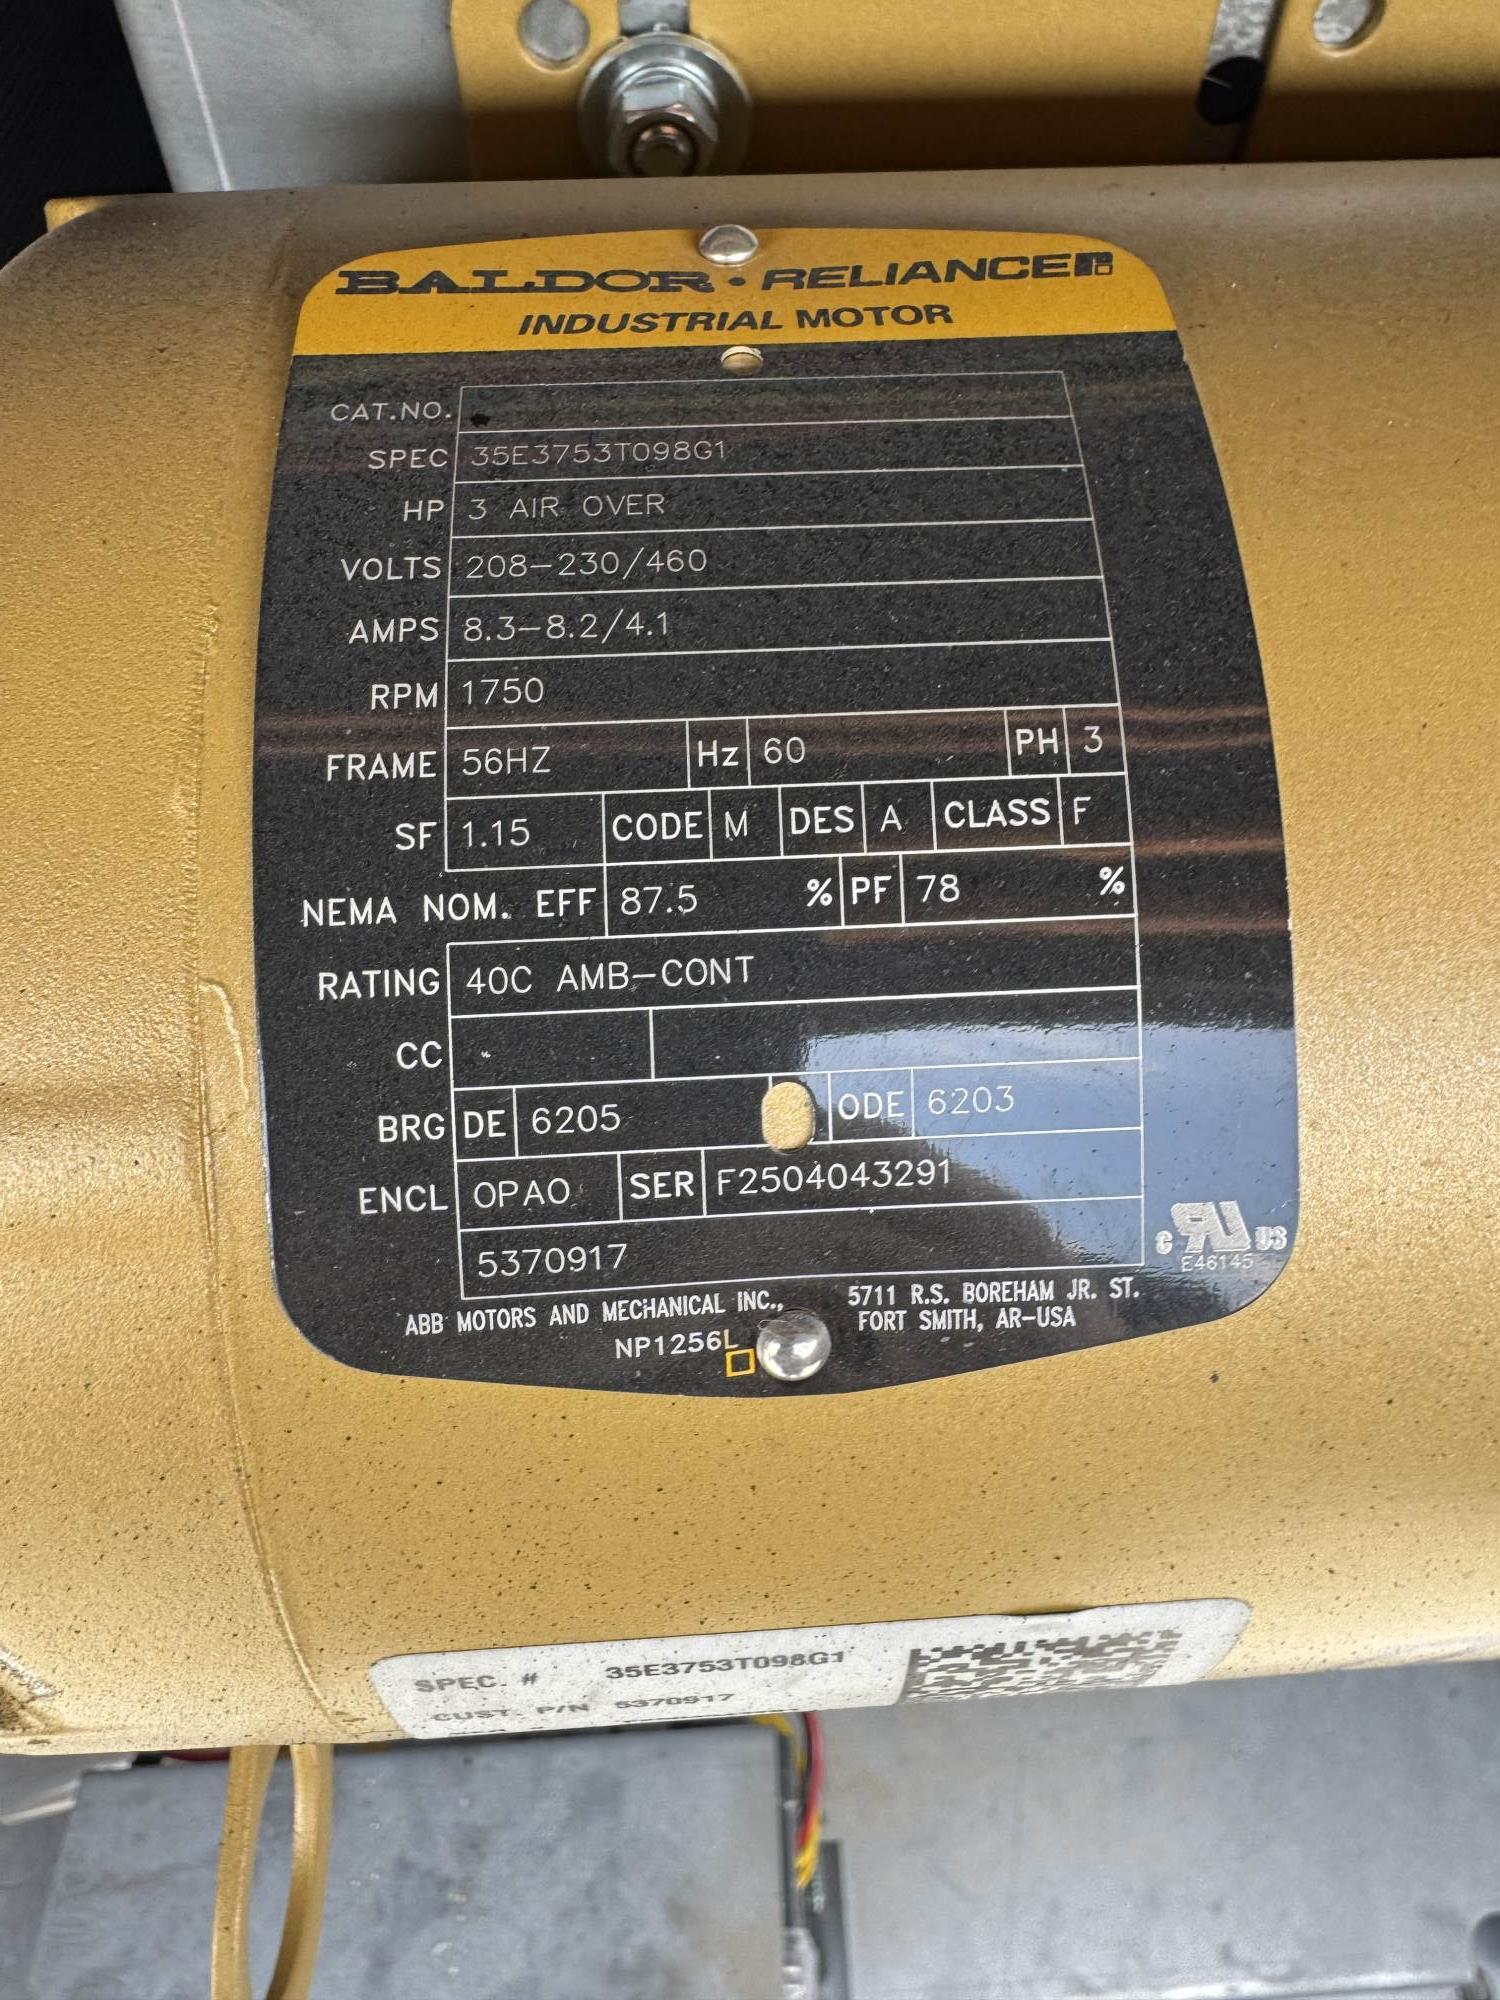 BALDOR • RELIANCE
INDUSTRIAL MOTOR
CAT.NO.
SPEC 35E3753T098G1
HP 3 AIR OVER
VOLTS 208-230/460
AMPS 8.3-8.2/4.1
RPM 1750
FRAME 56HZ Hz 60 PH 3
SF 1.15 CODE M DES A CLASS F
NEMA NOM. EFF 87.5 % PF 78 %
RATING 40C AMB-CONT
CC -
BRG DE 6205 ODE 6203
ENCL OPAO SER F2504043291
5370917
C UR US
E46145
ABB MOTORS AND MECHANICAL INC., 5711 R.S. BOREHAM JR. ST.
FORT SMITH, AR-USA
NP1256L
SPEC. # 35E3753T098G1
CUST. P/N 5370917